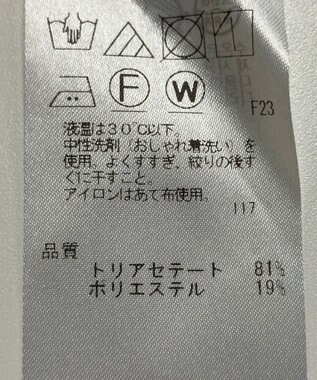 F W
F23
液温は30℃以下。
中性洗剤(おしゃれ着洗い)を
使用。よくすすぎ、絞りの後す
ぐに干すこと。
アイロンはあて布使用。
117
品質
トリアセテート 81%
ポリエステル 19%